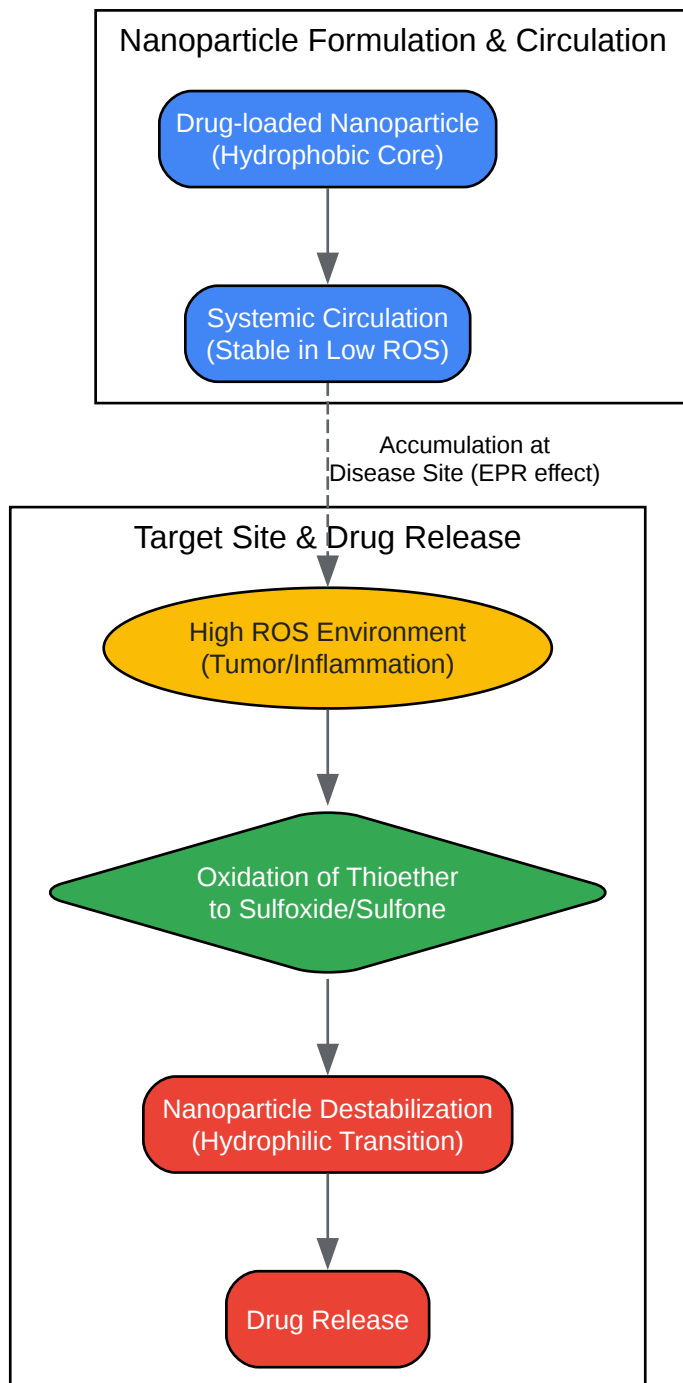 Nanoparticle Formulation & Circulation
Drug-loaded Nanoparticle
(Hydrophobic Core)
Systemic Circulation
(Stable in Low ROS)
Accumulation at
Disease Site (EPR effect)
Target Site & Drug Release
High ROS Environment
(Tumor/Inflammation)
Oxidation of Thioether
to Sulfoxide/Sulfone
Nanoparticle Destabilization
(Hydrophilic Transition)
Drug Release